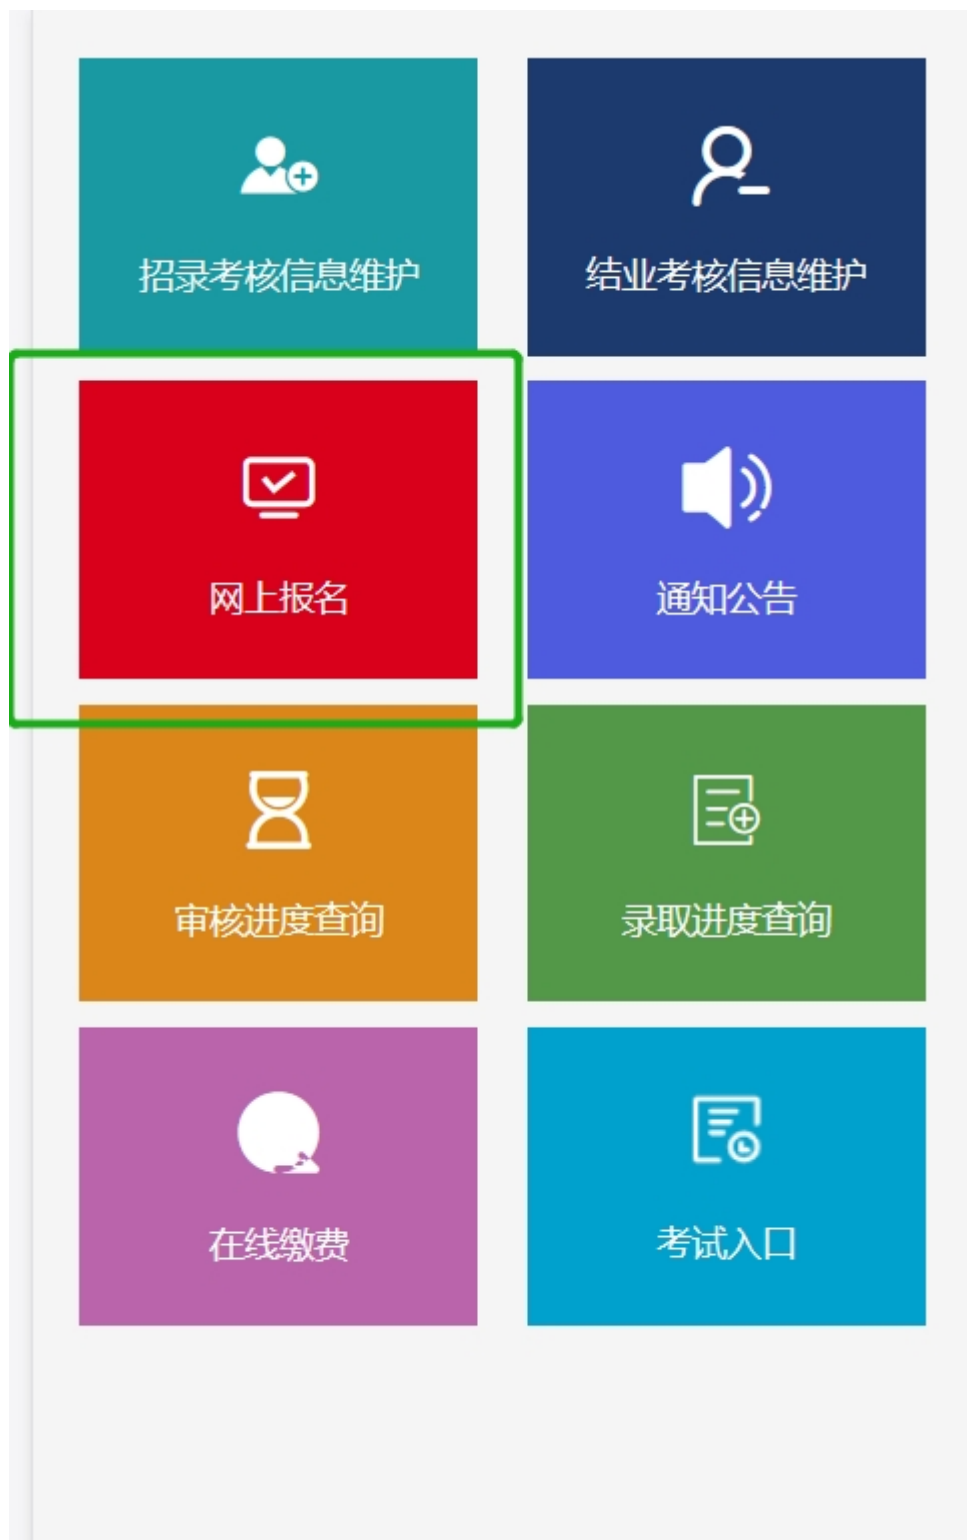 招录考核信息维护
结业考核信息维护
网上报名
通知公告
审核进度查询
录取进度查询
在线缴费
考试入口